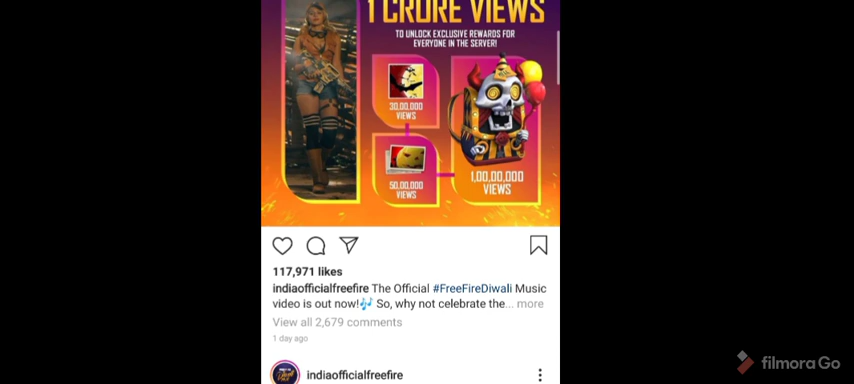 1 CRORE VIEWS
TO UNLOCK EXCLUSIVE REWARDS FOR
EVERYONE IN THE SERVER!
30,00,000
VIEWS
50,00,000
VIEWS
1,00,00,000
VIEWS
117,971 likes
indiaofficialfreefire The Official #FreeFireDiwali Music
video is out now!🎶 So, why not celebrate the... more
View all 2,679 comments
1 day ago
indiaofficialfreefire
filmoraGo